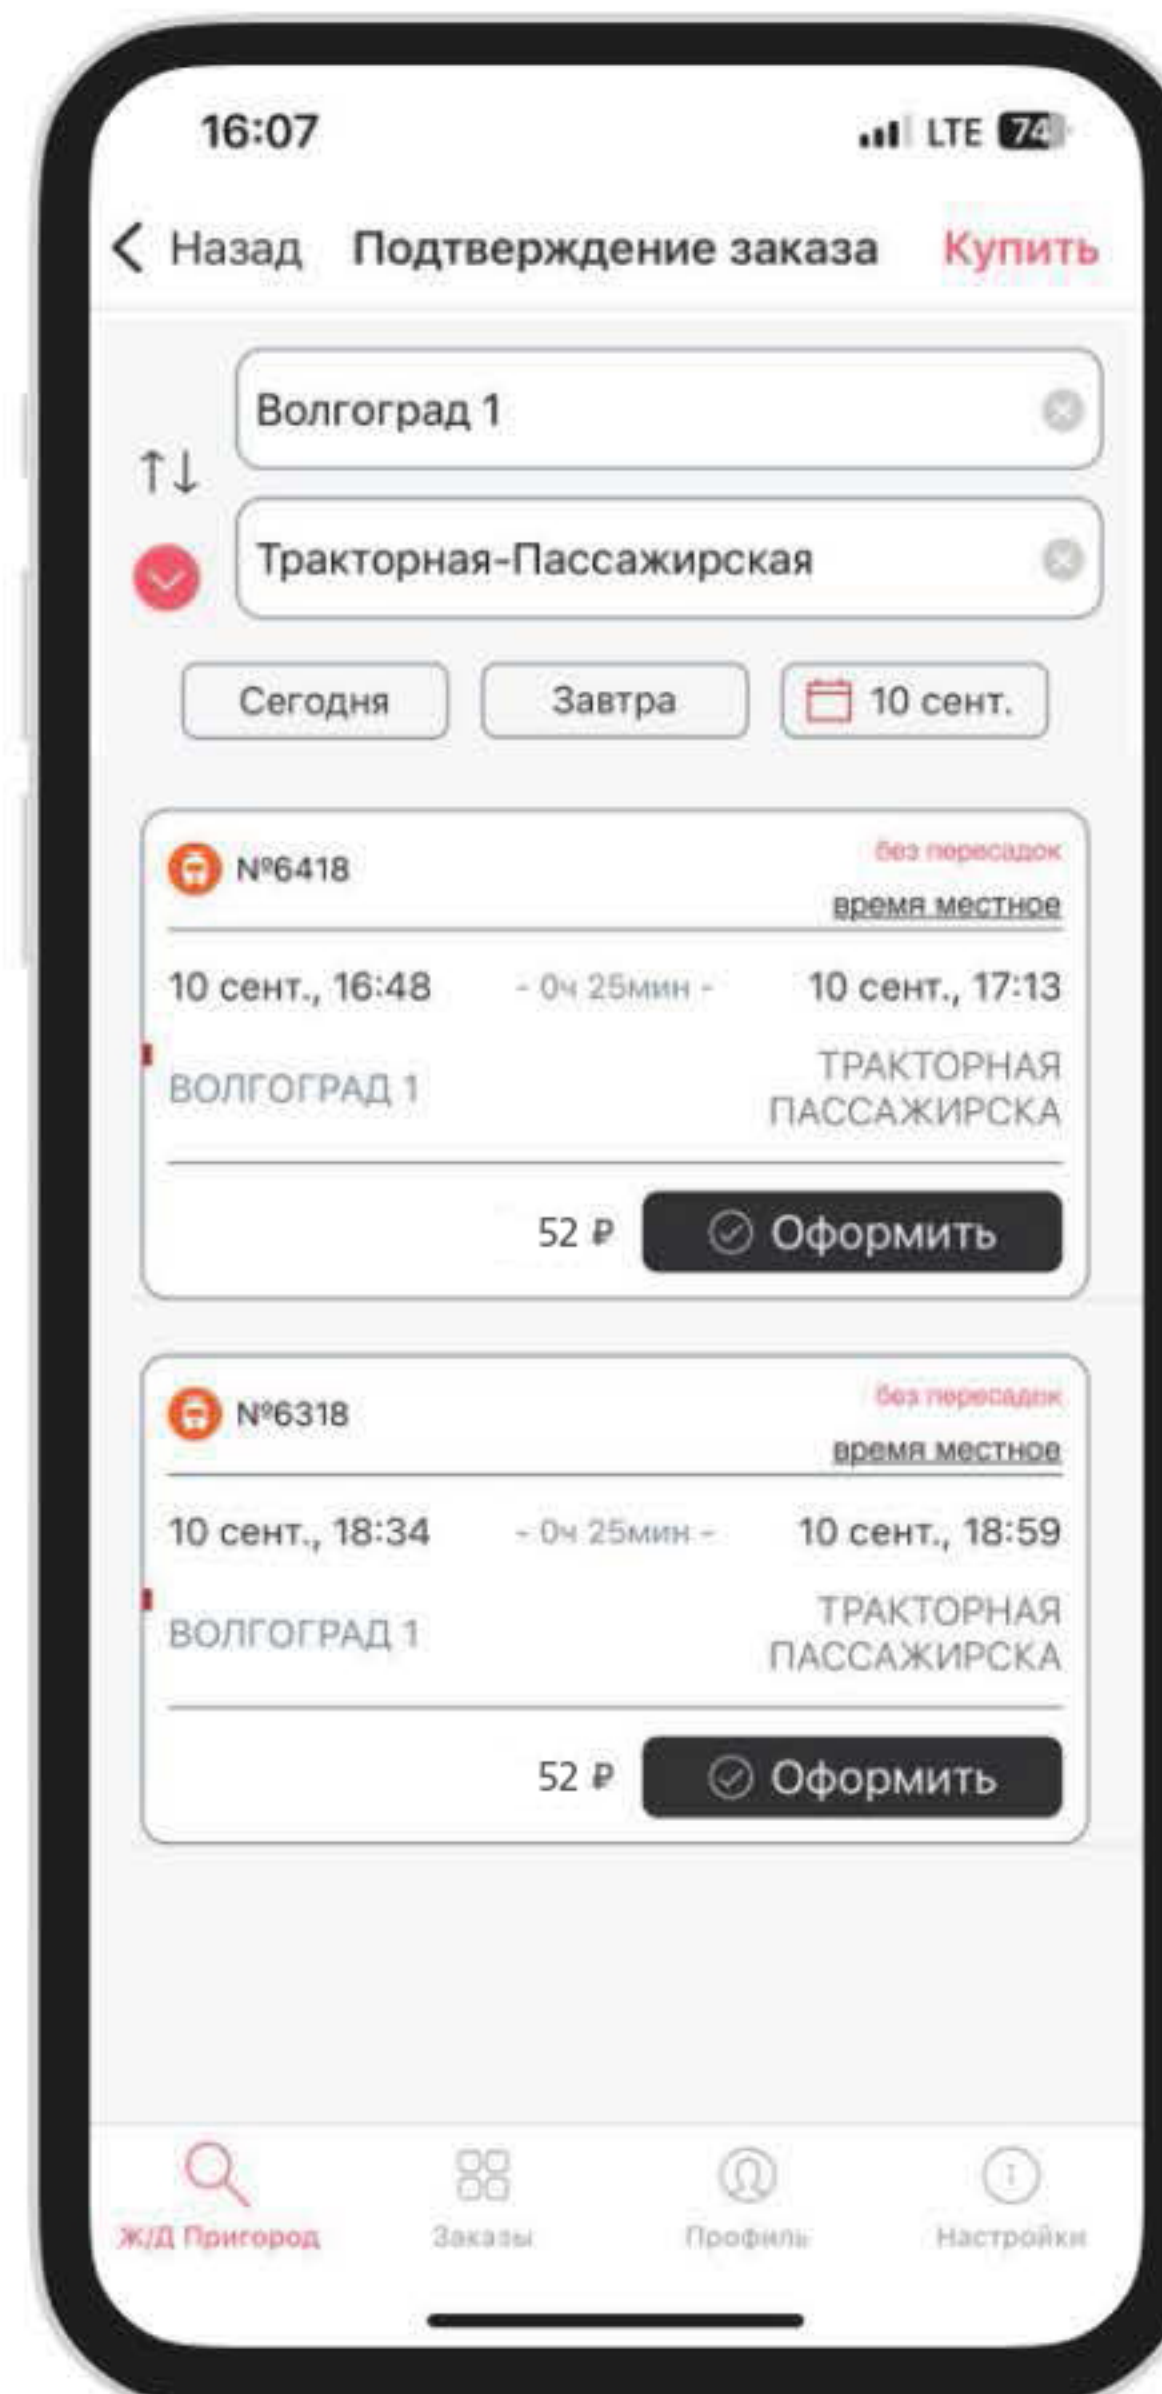 16:07 LTE 74
Назад Подтверждение заказа Купить
Волгоград 1
Тракторная-Пассажирская
Сегодня Завтра 10 сент.
№6418 без пересадок
время местное
10 сент., 16:48 - 0ч 25мин - 10 сент., 17:13
ВОЛГОГРАД 1 ТРАКТОРНАЯ
ПАССАЖИРСКА
52 ₽ Оформить
№6318 без пересадок
время местное
10 сент., 18:34 - 0ч 25мин - 10 сент., 18:59
ВОЛГОГРАД 1 ТРАКТОРНАЯ
ПАССАЖИРСКА
52 ₽ Оформить
Ж/Д Пригород Заказы Профиль Настройки